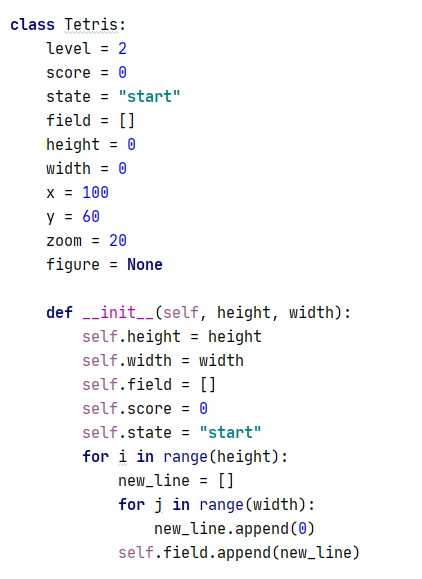 class Tetris:
    level = 2
    score = 0
    state = "start"
    field = []
    height = 0
    width = 0
    x = 100
    y = 60
    zoom = 20
    figure = None

    def __init__(self, height, width):
        self.height = height
        self.width = width
        self.field = []
        self.score = 0
        self.state = "start"
        for i in range(height):
            new_line = []
            for j in range(width):
                new_line.append(0)
            self.field.append(new_line)